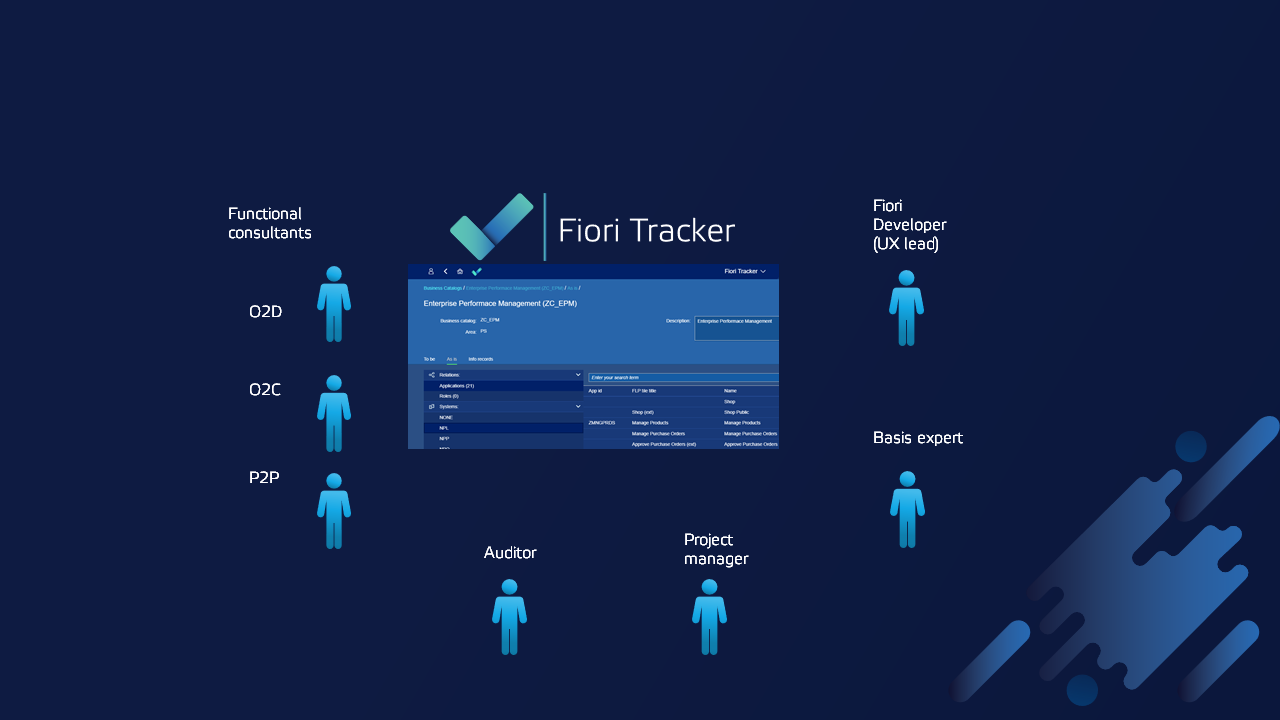 Functional
consultants
O2D
O2C
P2P
Fiori Tracker
Fiori Tracker
Business Catalogs / Enterprise Performace Management (ZC_EPM) / As is /
Enterprise Performace Management (ZC_EPM)
Business catalog: ZC_EPM
Area: PS
Description: Enterprise Performace Management
To be As is Info records
Relations:
Applications (21)
Roles (0)
Systems:
NONE
NPL
NPP
Enter your search term
App id FLP tile title Name
Shop
Shop (ext) Shop Public
ZMNGPRDS Manage Products Manage Products
Manage Purchase Orders Manage Purchase Orders
Approve Purchase Orders (ext) Approve Purchase Orders
Fiori
Developer
(UX lead)
Basis expert
Auditor
Project
manager